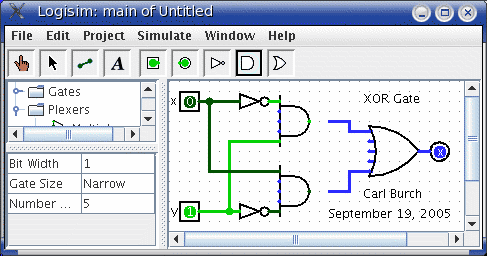 Logisim: main of Untitled
File Edit Project Simulate Window Help
A
Gates
Plexers
Bit Width 1
Gate Size Narrow
Number ... 5
XOR Gate
x 0
x
Carl Burch
y 1
September 19, 2005